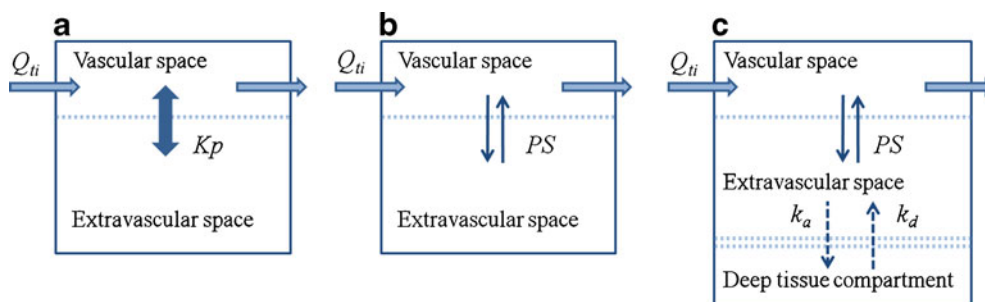 a
Q_ti
Vascular space
Kp
Extravascular space
b
Q_ti
Vascular space
PS
Extravascular space
c
Q_ti
Vascular space
PS
Extravascular space
k_a
k_d
Deep tissue compartment